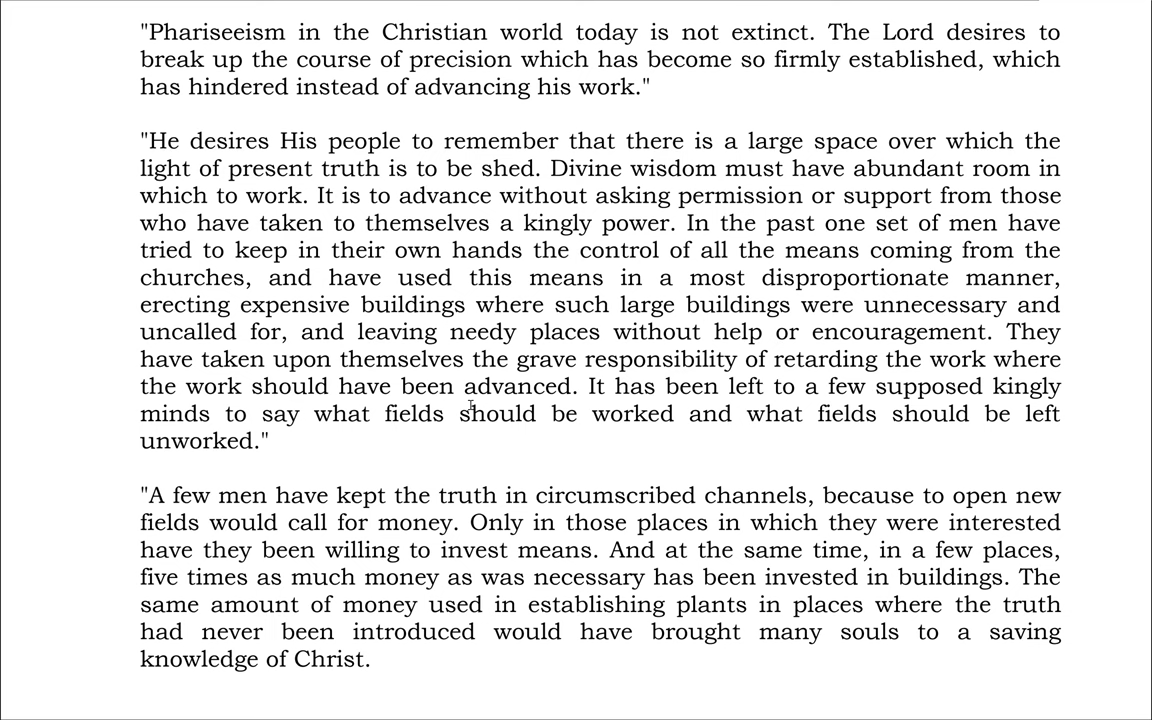 "Phariseeism in the Christian world today is not extinct. The Lord desires to
break up the course of precision which has become so firmly established, which
has hindered instead of advancing his work."
"He desires His people to remember that there is a large space over which the
light of present truth is to be shed. Divine wisdom must have abundant room in
which to work. It is to advance without asking permission or support from those
who have taken to themselves a kingly power. In the past one set of men have
tried to keep in their own hands the control of all the means coming from the
churches, and have used this means in a most disproportionate manner,
erecting expensive buildings where such large buildings were unnecessary and
uncalled for, and leaving needy places without help or encouragement. They
have taken upon themselves the grave responsibility of retarding the work where
the work should have been advanced. It has been left to a few supposed kingly
minds to say what fields should be worked and what fields should be left
unworked."
"A few men have kept the truth in circumscribed channels, because to open new
fields would call for money. Only in those places in which they were interested
have they been willing to invest means. And at the same time, in a few places,
five times as much money as was necessary has been invested in buildings. The
same amount of money used in establishing plants in places where the truth
had never been introduced would have brought many souls to a saving
knowledge of Christ.